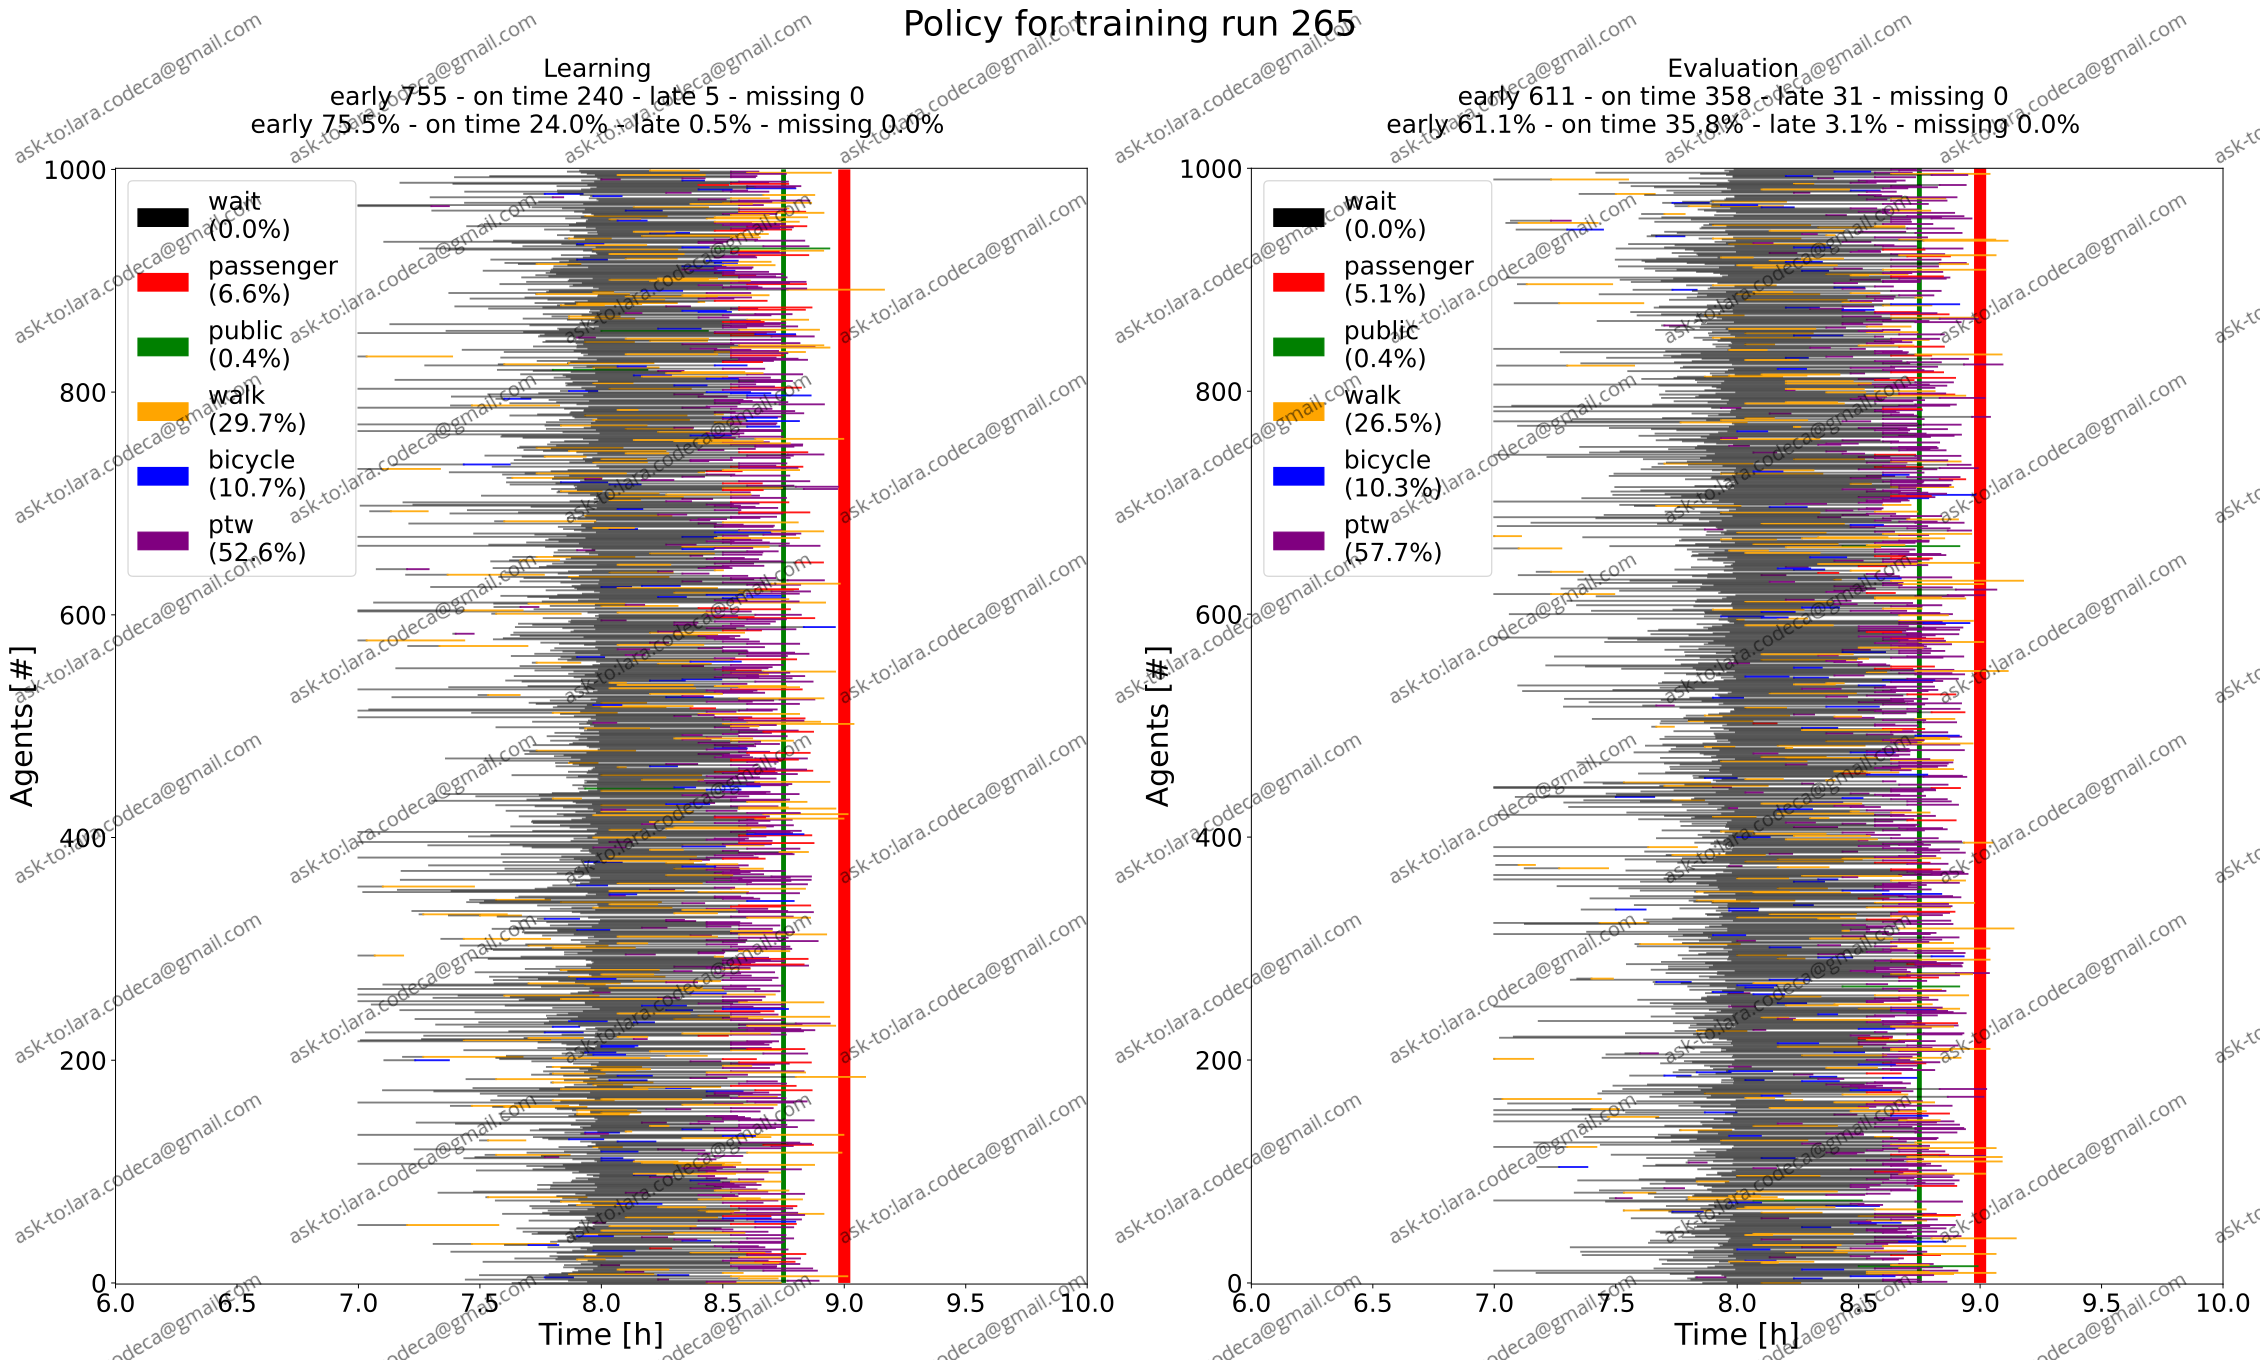 Policy for training run 265
Learning
early 755 - on time 240 - late 5 - missing 0
early 75.5% - on time 24.0% - late 0.5% - missing 0.0%
Evaluation
early 611 - on time 358 - late 31 - missing 0
early 61.1% - on time 35.8% - late 3.1% - missing 0.0%
wait
(0.0%)
passenger
(6.6%)
public
(0.4%)
walk
(29.7%)
bicycle
(10.7%)
ptw
(52.6%)
1000
800
600
400
200
0
Agents [#]
6.0 6.5 7.0 7.5 8.0 8.5 9.0 9.5 10.0
Time [h]
wait
(0.0%)
passenger
(5.1%)
public
(0.4%)
walk
(26.5%)
bicycle
(10.3%)
ptw
(57.7%)
1000
800
600
400
200
0
Agents [#]
6.0 6.5 7.0 7.5 8.0 8.5 9.0 9.5 10.0
Time [h]
ask-to:lara.codeca@gmail.com